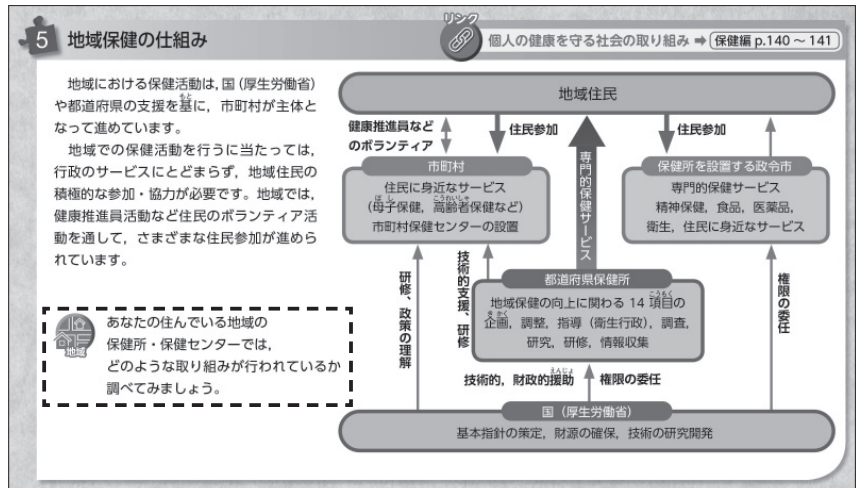 5 地域保健の仕組み
リンク
個人の健康を守る社会の取り組み ➡ 保健編 p.140 ～ 141
地域における保健活動は，国（厚生労働省）
や都道府県の支援を基に，市町村が主体と
もと
なって進めています。
地域での保健活動を行うに当たっては，
行政のサービスにとどまらず，地域住民の
積極的な参加・協力が必要です。地域では，
健康推進員活動など住民のボランティア活
動を通して，さまざまな住民参加が進めら
れています。
地域
あなたの住んでいる地域の
保健所・保健センターでは，
どのような取り組みが行われているか
調べてみましょう。
地域住民
健康推進員など
のボランティア
住民参加
専門的保健サービス
住民参加
市町村
住民に身近なサービス
ぼし
こうれいしゃ
（母子保健，高齢者保健など）
市町村保健センターの設置
保健所を設置する政令市
専門的保健サービス
精神保健，食品，医薬品，
衛生，住民に身近なサービス
研修、政策の理解
技術的支援、研修
都道府県保健所
こうもく
地域保健の向上に関わる 14 項目の
きかく
企画，調整，指導（衛生行政），調査，
研究，研修，情報収集
権限の委任
えんじょ
技術的，財政的援助
権限の委任
国（厚生労働省）
基本指針の策定，財源の確保，技術の研究開発